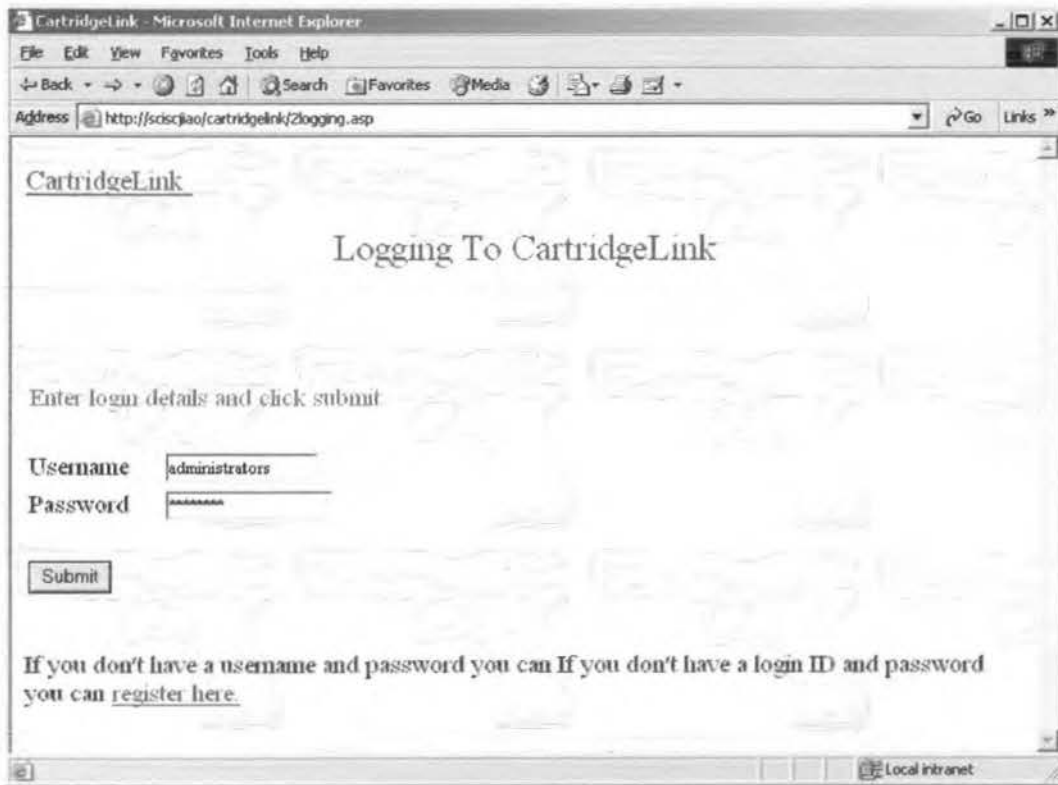 CartridgeLink - Microsoft Internet Explorer
File Edit View Favorites Tools Help
Back Search Favorites Media
Address http://sciscjiao/cartridgelink/2logging.asp Go Links »
CartridgeLink
Logging To CartridgeLink
Enter login details and click submit
Username administrators
Password ********
Submit
If you don't have a username and password you can If you don't have a login ID and password
you can register here.
Local intranet